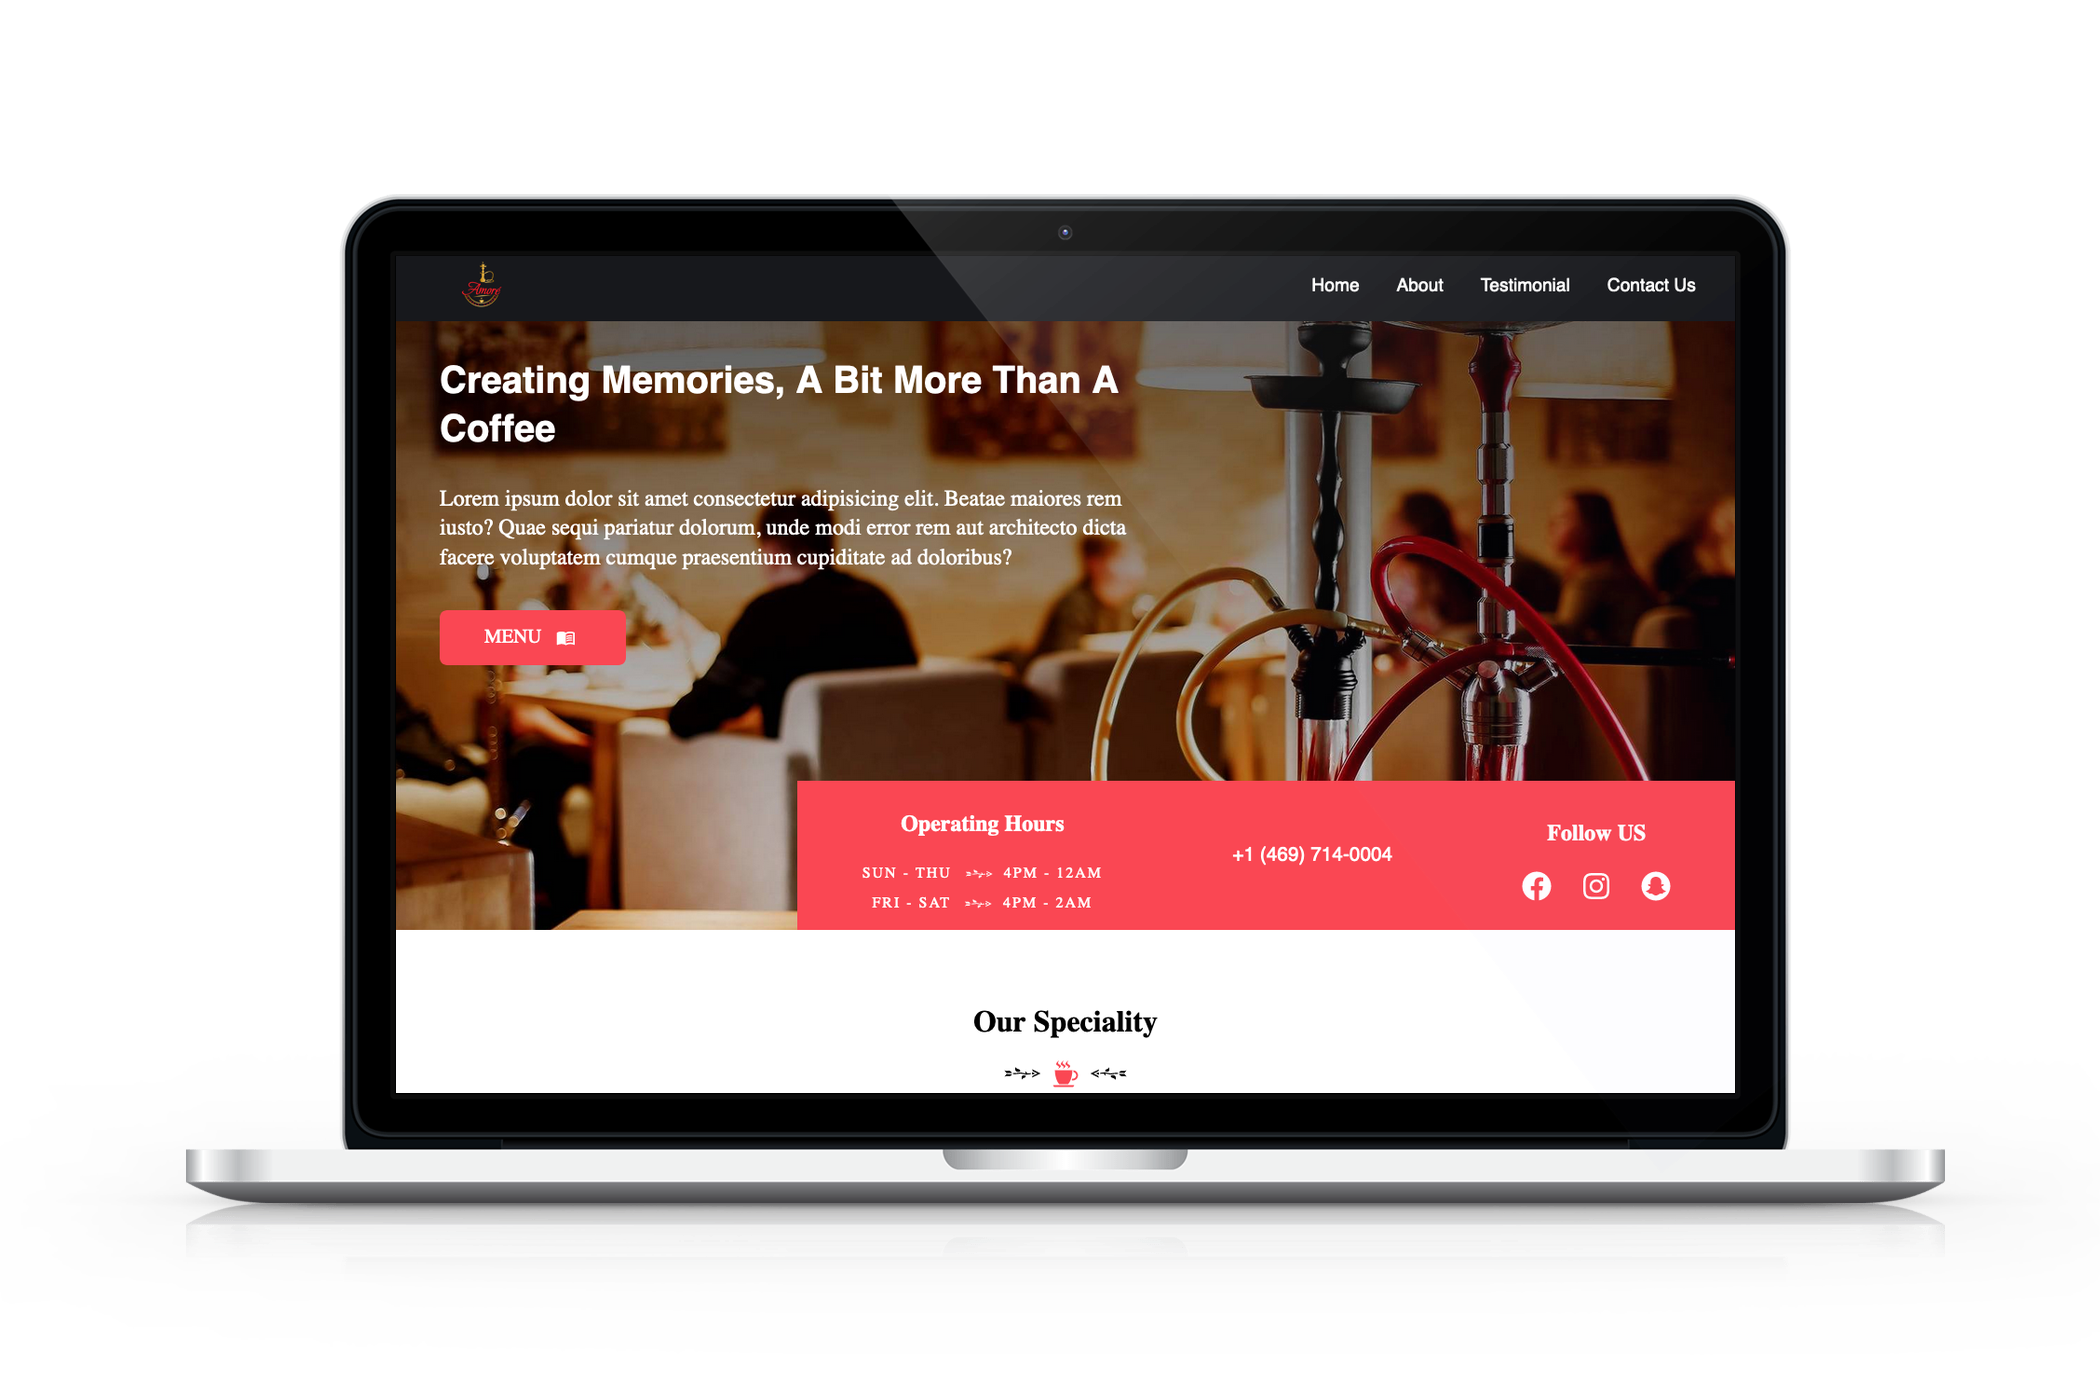 Amore
Home About Testimonial Contact Us
Creating Memories, A Bit More Than A
Coffee
Lorem ipsum dolor sit amet consectetur adipisicing elit. Beatae maiores rem
iusto? Quae sequi pariatur dolorum, unde modi error rem aut architecto dicta
facere voluptatem cumque praesentium cupiditate ad doloribus?
MENU
Operating Hours
SUN - THU 4PM - 12AM
FRI - SAT 4PM - 2AM
+1 (469) 714-0004
Follow US
Our Speciality